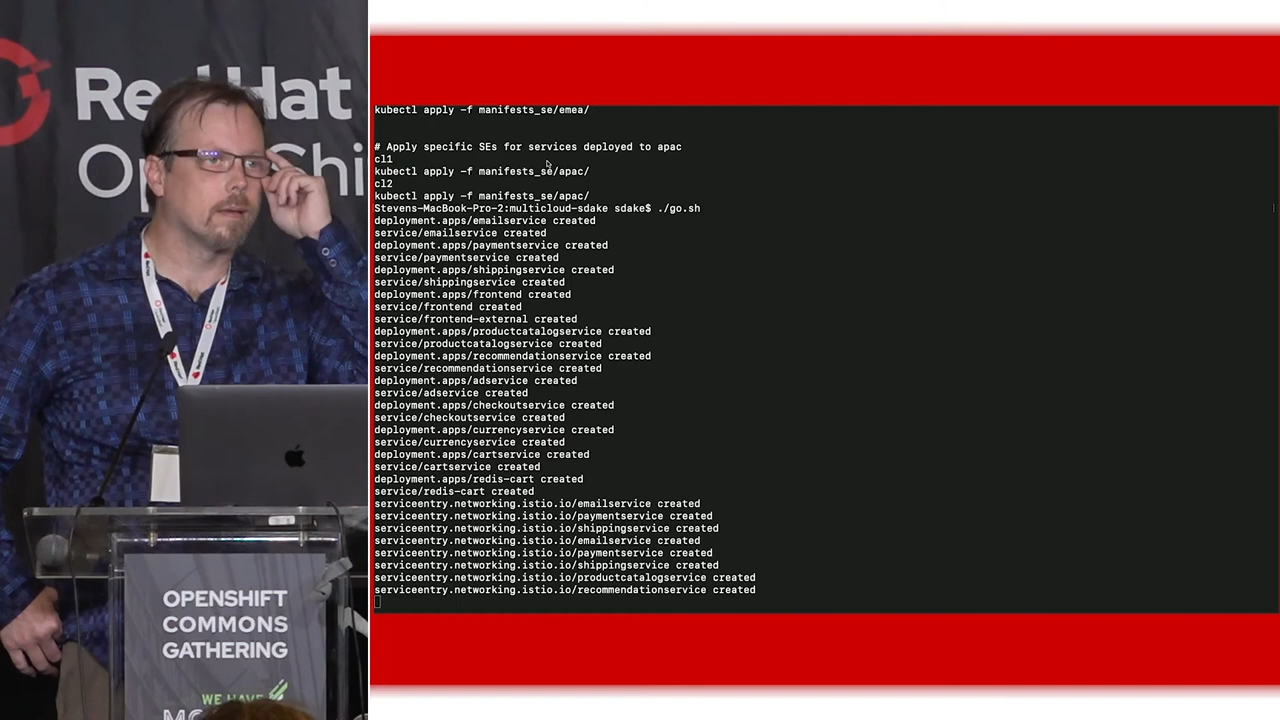 Red Hat
OpenShi
OPENSHIFT
COMMONS
GATHERING
WE HAVE
kubectl apply -f manifests_se/emea/
# Apply specific SEs for services deployed to apac
cl1
kubectl apply -f manifests_se/apac/
cl2
kubectl apply -f manifests_se/apac/
Stevens-MacBook-Pro-2:multicloud-sdake sdake$ ./go.sh
deployment.apps/emailservice created
service/emailservice created
deployment.apps/paymentservice created
service/paymentservice created
deployment.apps/shippingservice created
service/shippingservice created
deployment.apps/frontend created
service/frontend created
service/frontend-external created
deployment.apps/productcatalogservice created
service/productcatalogservice created
deployment.apps/recommendationservice created
service/recommendationservice created
deployment.apps/adservice created
service/adservice created
deployment.apps/checkoutservice created
service/checkoutservice created
deployment.apps/currencyservice created
service/currencyservice created
deployment.apps/cartservice created
service/cartservice created
deployment.apps/redis-cart created
service/redis-cart created
serviceentry.networking.istio.io/emailservice created
serviceentry.networking.istio.io/paymentservice created
serviceentry.networking.istio.io/shippingservice created
serviceentry.networking.istio.io/emailservice created
serviceentry.networking.istio.io/paymentservice created
serviceentry.networking.istio.io/shippingservice created
serviceentry.networking.istio.io/productcatalogservice created
serviceentry.networking.istio.io/recommendationservice created